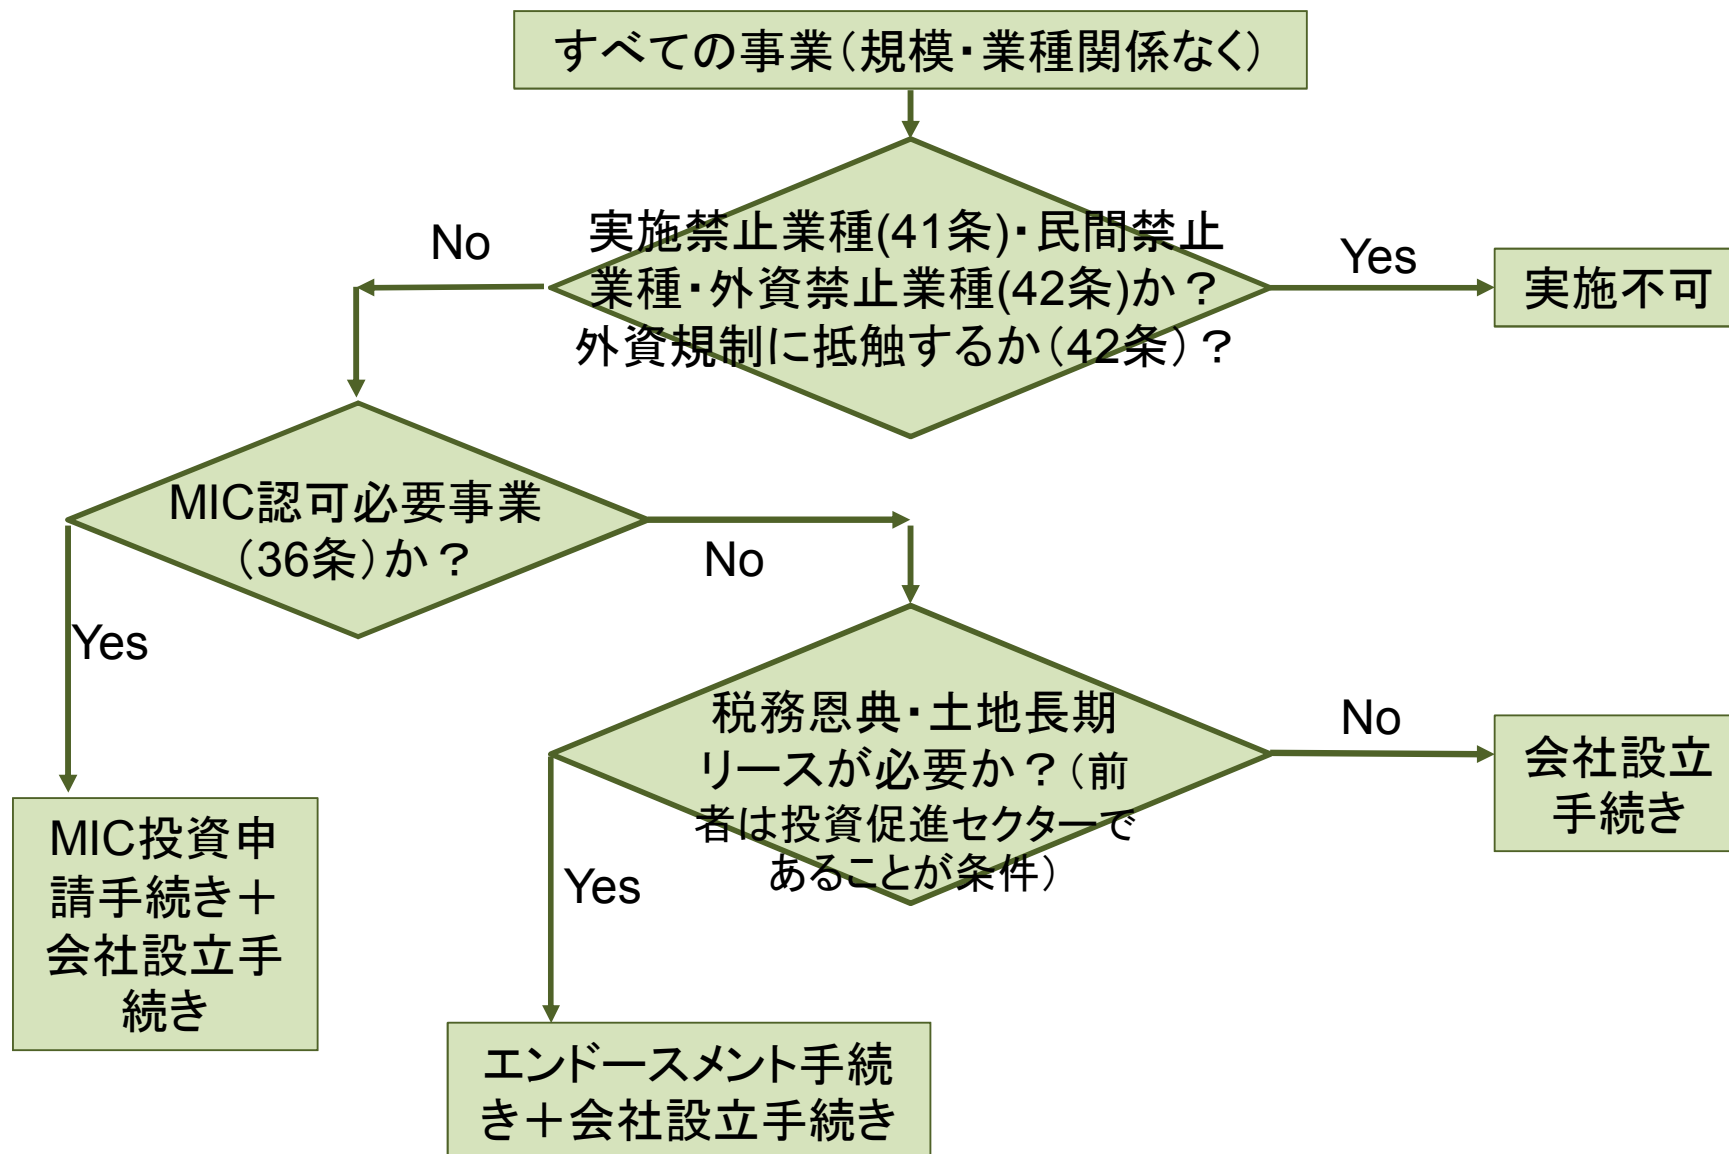 すべての事業（規模・業種関係なく）
No
実施禁止業種(41条)・民間禁止
業種・外資禁止業種(42条)か？
外資規制に抵触するか（42条）？
Yes
実施不可
MIC認可必要事業
（36条）か？
No
Yes
税務恩典・土地長期
リースが必要か？（前
者は投資促進セクターで
あることが条件）
No
会社設立
手続き
MIC投資申
請手続き＋
会社設立手
続き
Yes
エンドースメント手続
き＋会社設立手続き